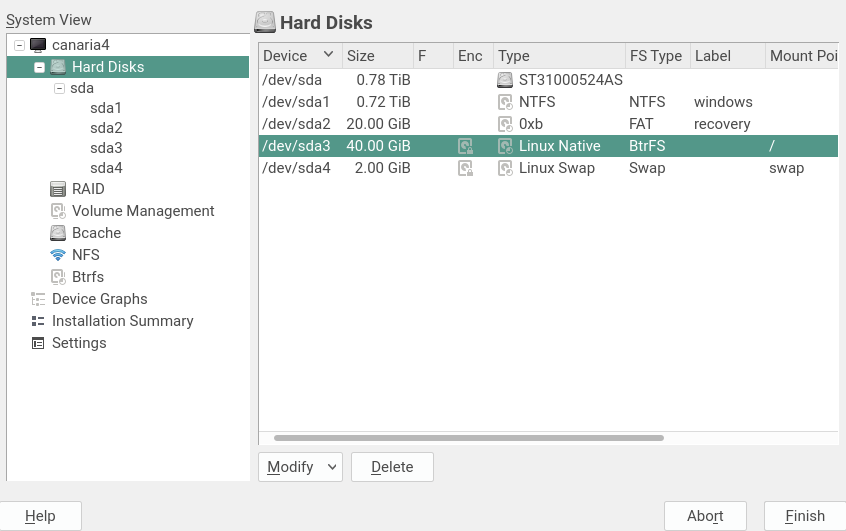 System View
canaria4
Hard Disks
sda
sda1
sda2
sda3
sda4
RAID
Volume Management
Bcache
NFS
Btrfs
Device Graphs
Installation Summary
Settings
Hard Disks
Device Size F Enc Type FS Type Label Mount Poi
/dev/sda 0.78 TiB ST31000524AS
/dev/sda1 0.72 TiB NTFS NTFS windows
/dev/sda2 20.00 GiB 0xb FAT recovery
/dev/sda3 40.00 GiB Linux Native BtrFS /
/dev/sda4 2.00 GiB Linux Swap Swap swap
Modify Delete
Help Abort Finish